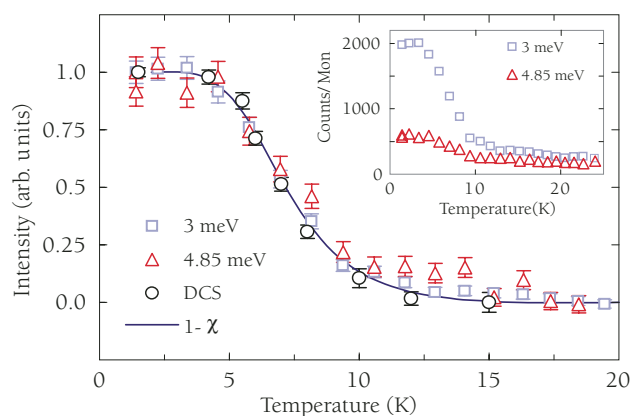 Intensity (arb. units)
1.0
0.75
0.5
0.25
0.0
0
5
10
15
20
Temperature (K)
3 meV
4.85 meV
DCS
1- χ
Counts/ Mon
2000
1000
0
0
10
20
Temperature(K)
3 meV
4.85 meV